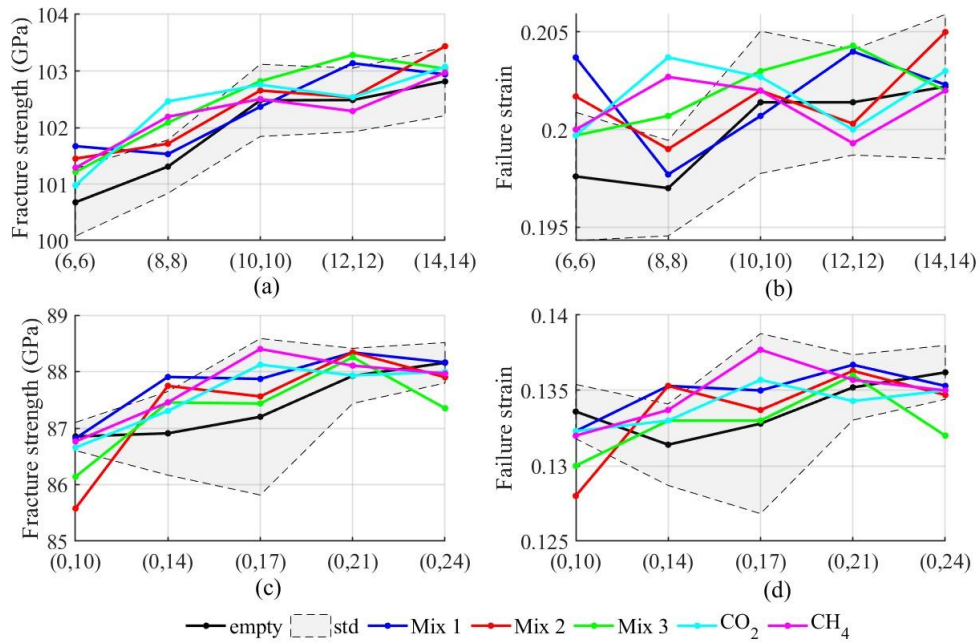 Fracture strength (GPa)
104
103
102
101
100
(6,6) (8,8) (10,10) (12,12) (14,14)
(a)
Failure strain
0.205
0.2
0.195
(6,6) (8,8) (10,10) (12,12) (14,14)
(b)
Fracture strength (GPa)
89
88
87
86
85
(0,10) (0,14) (0,17) (0,21) (0,24)
(c)
Failure strain
0.14
0.135
0.13
0.125
(0,10) (0,14) (0,17) (0,21) (0,24)
(d)
empty std Mix 1 Mix 2 Mix 3 CO₂ CH₄